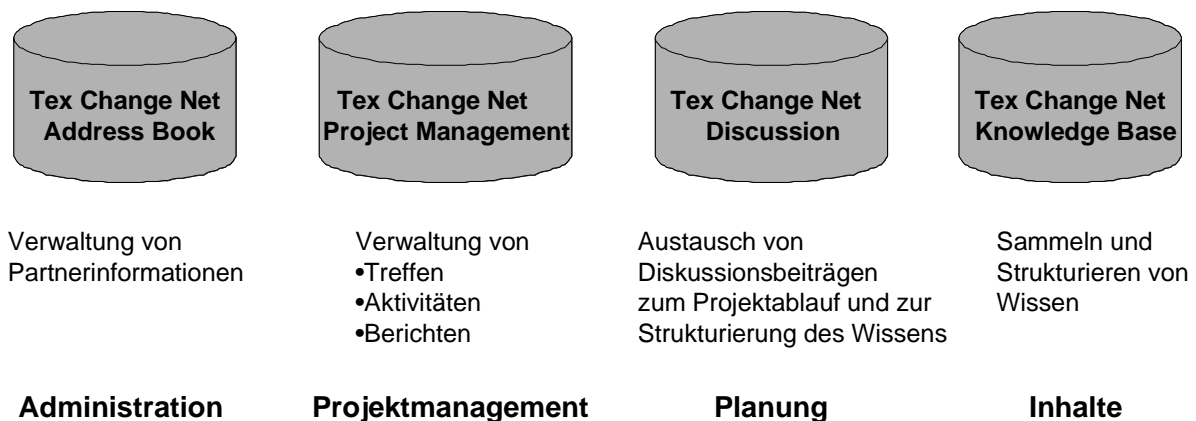 Tex Change Net
Address Book
Tex Change Net
Project Management
Tex Change Net
Discussion
Tex Change Net
Knowledge Base
Verwaltung von
Partnerinformationen
Verwaltung von
•Treffen
•Aktivitäten
•Berichten
Austausch von
Diskussionsbeiträgen
zum Projektablauf und zur
Strukturierung des Wissens
Sammeln und
Strukturieren von
Wissen
Administration
Projektmanagement
Planung
Inhalte